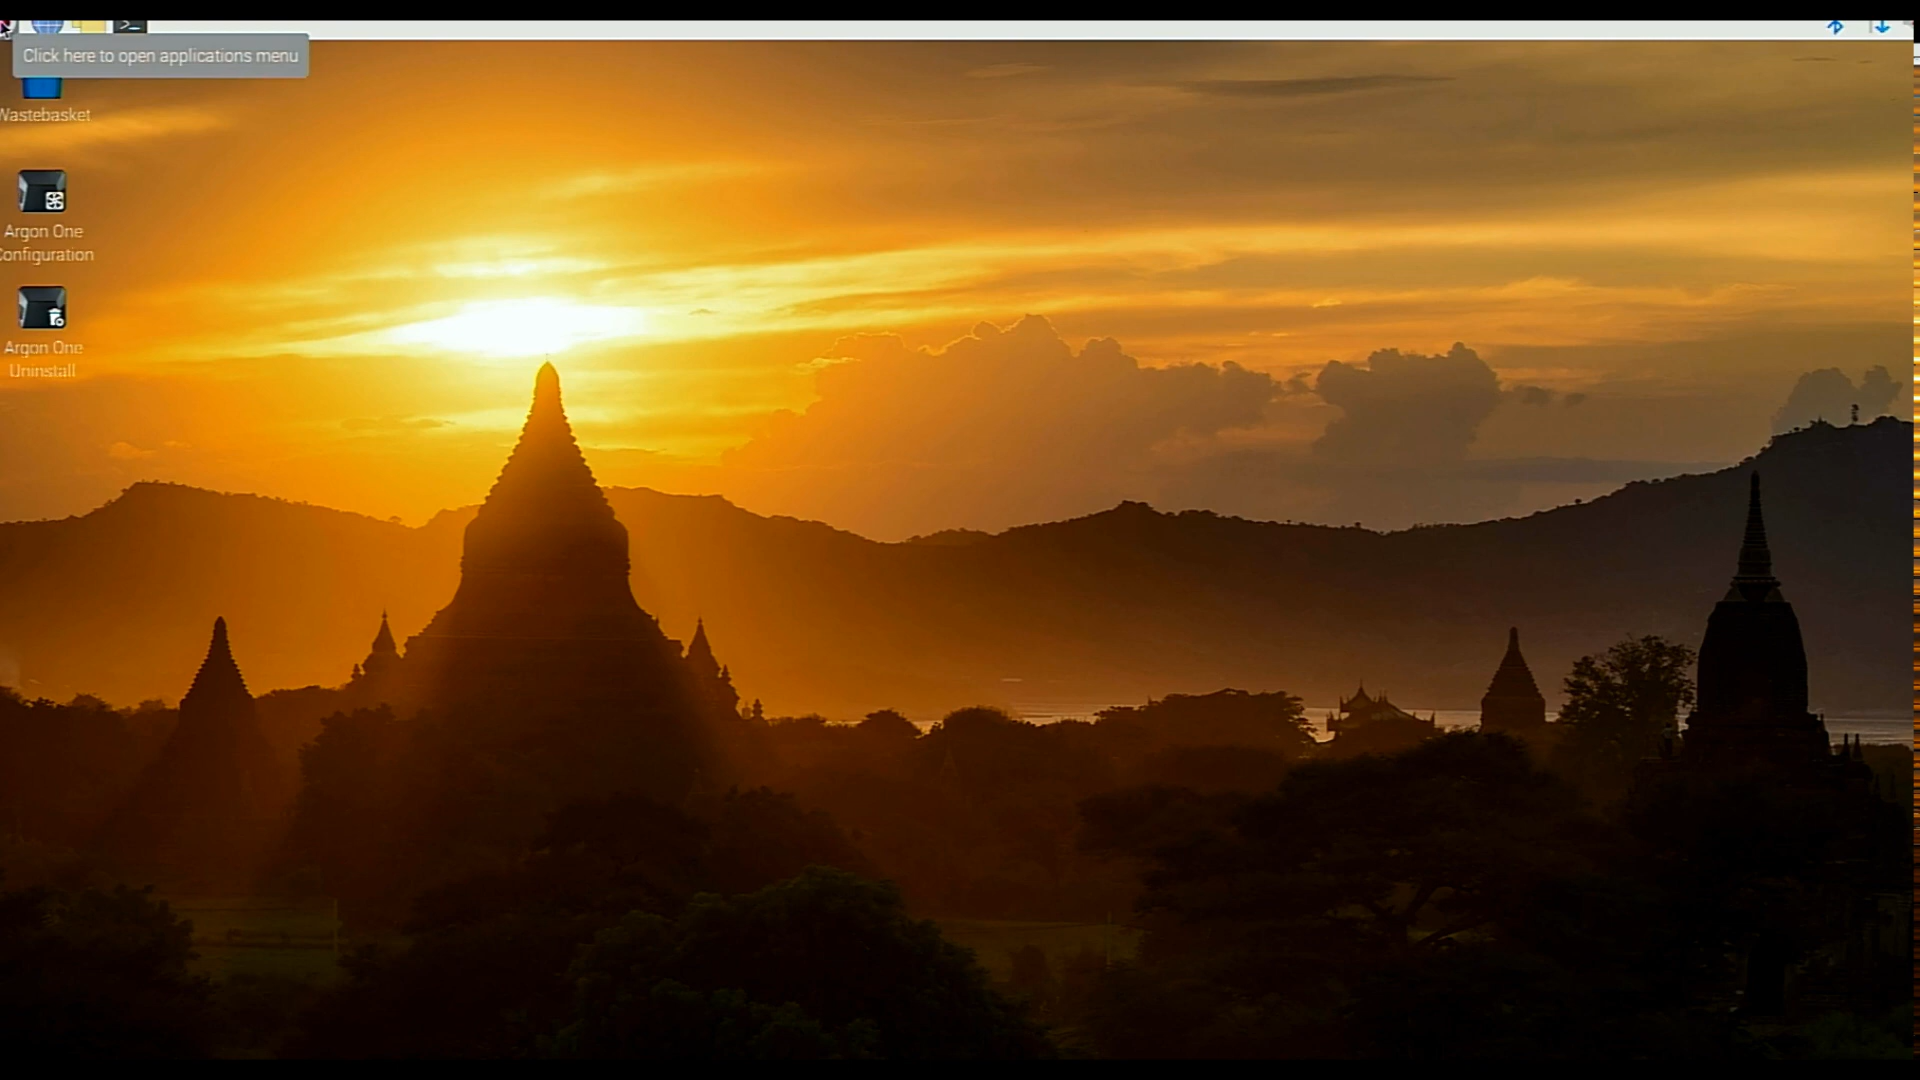 Click here to open applications menu
Wastebasket
Argon One
Configuration
Argon One
Uninstall